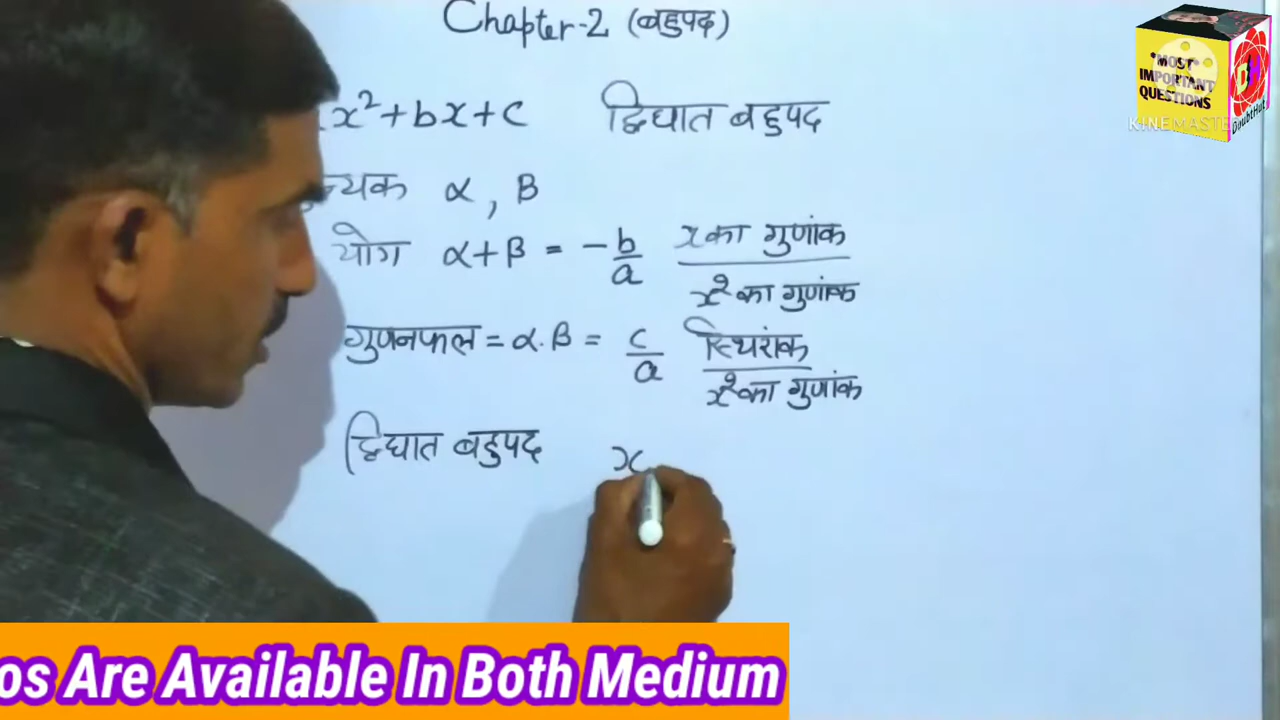 Chapter-2 (बहुपद)
x²+bx+c द्विघात बहुपद
α , β
योग α+β = -b/a x का गुणांक / x² का गुणांक
गुणनफल = α.β = c/a स्थिरांक / x² का गुणांक
द्विघात बहुपद x
Are Available In Both Medium
"MOST
IMPORTANT
QUESTIONS
DoubtHut
KINEMASTER